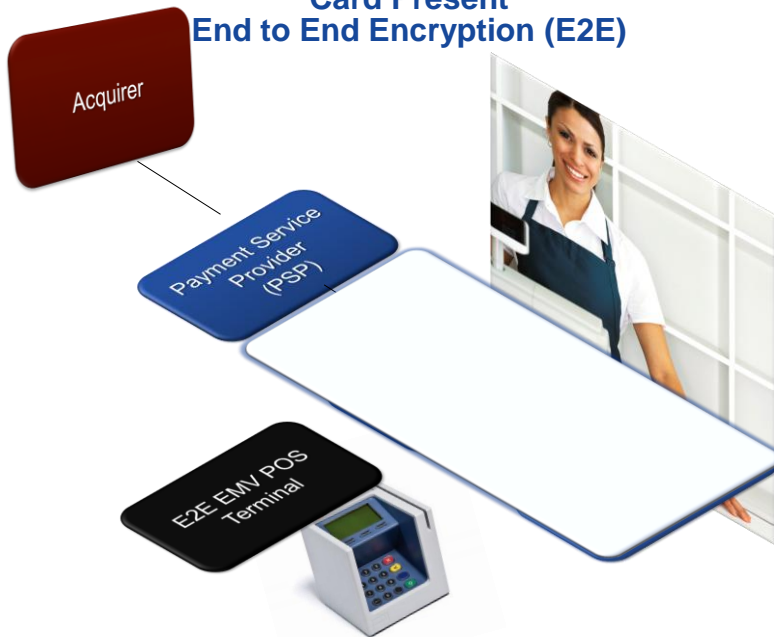 Card Present
End to End Encryption (E2E)
Acquirer
Payment Service
Provider
(PSP)
E2E EMV POS
Terminal